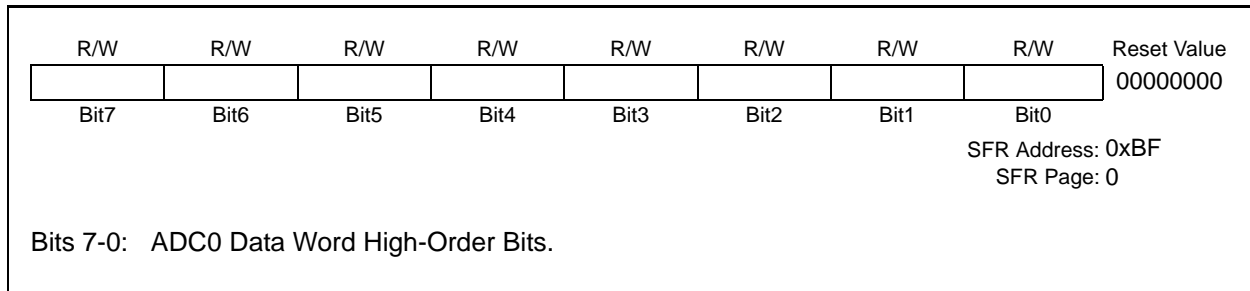 R/W R/W R/W R/W R/W R/W R/W R/W Reset Value
00000000
Bit7 Bit6 Bit5 Bit4 Bit3 Bit2 Bit1 Bit0
SFR Address: 0xBF
SFR Page: 0
Bits 7-0: ADC0 Data Word High-Order Bits.